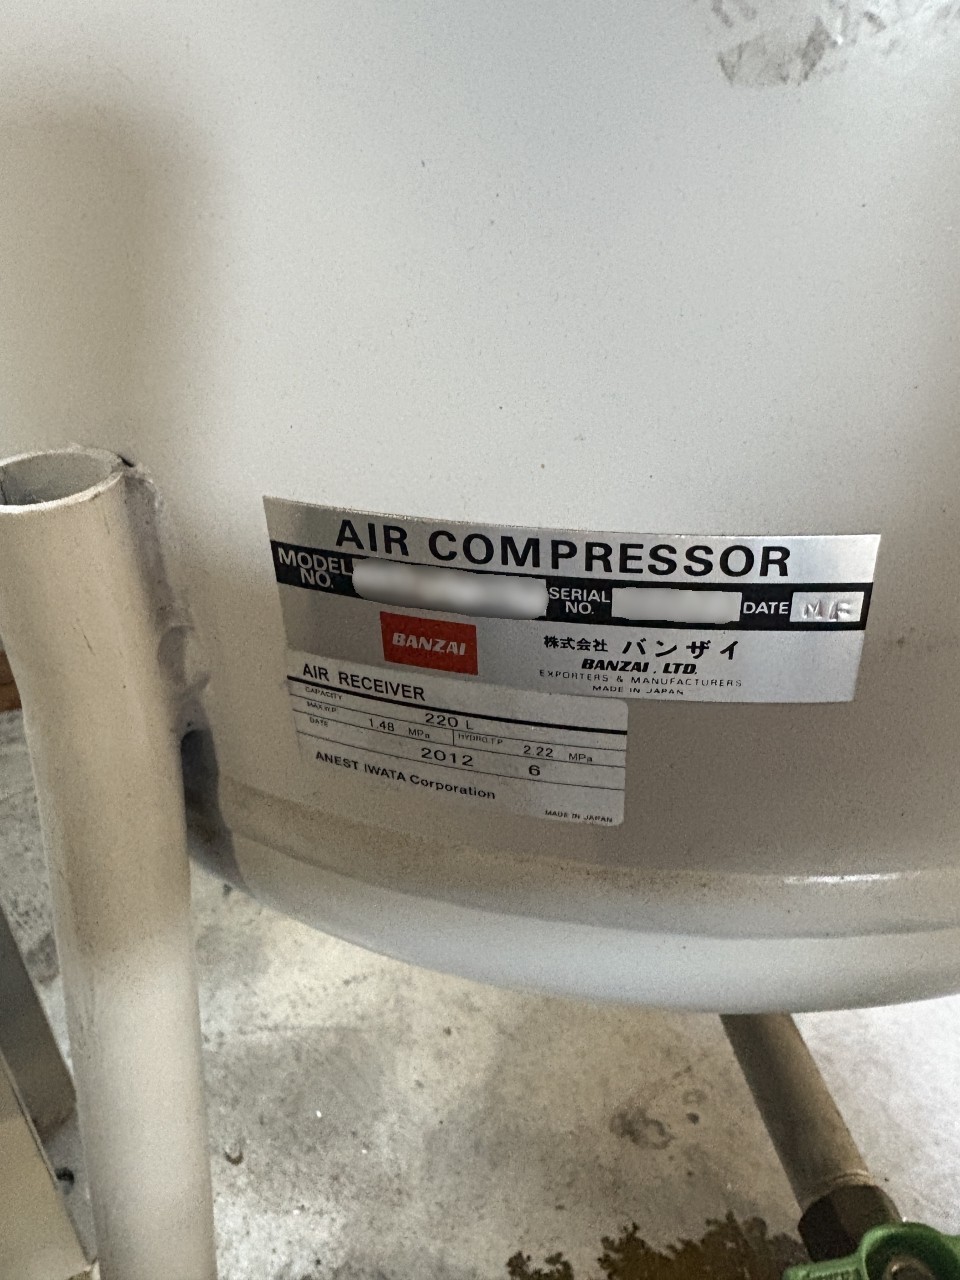 AIR COMPRESSOR
MODEL NO. SERIAL NO. DATE
BANZAI
株式会社 バンザイ
BANZAI, LTD.
EXPORTERS & MANUFACTURERS
MADE IN JAPAN
AIR RECEIVER
CAPACITY 220 L
MAX.W.P. 1.48 MPa HYDRO.T.P. 2.22 MPa
DATE 2012 6
ANEST IWATA Corporation
MADE IN JAPAN